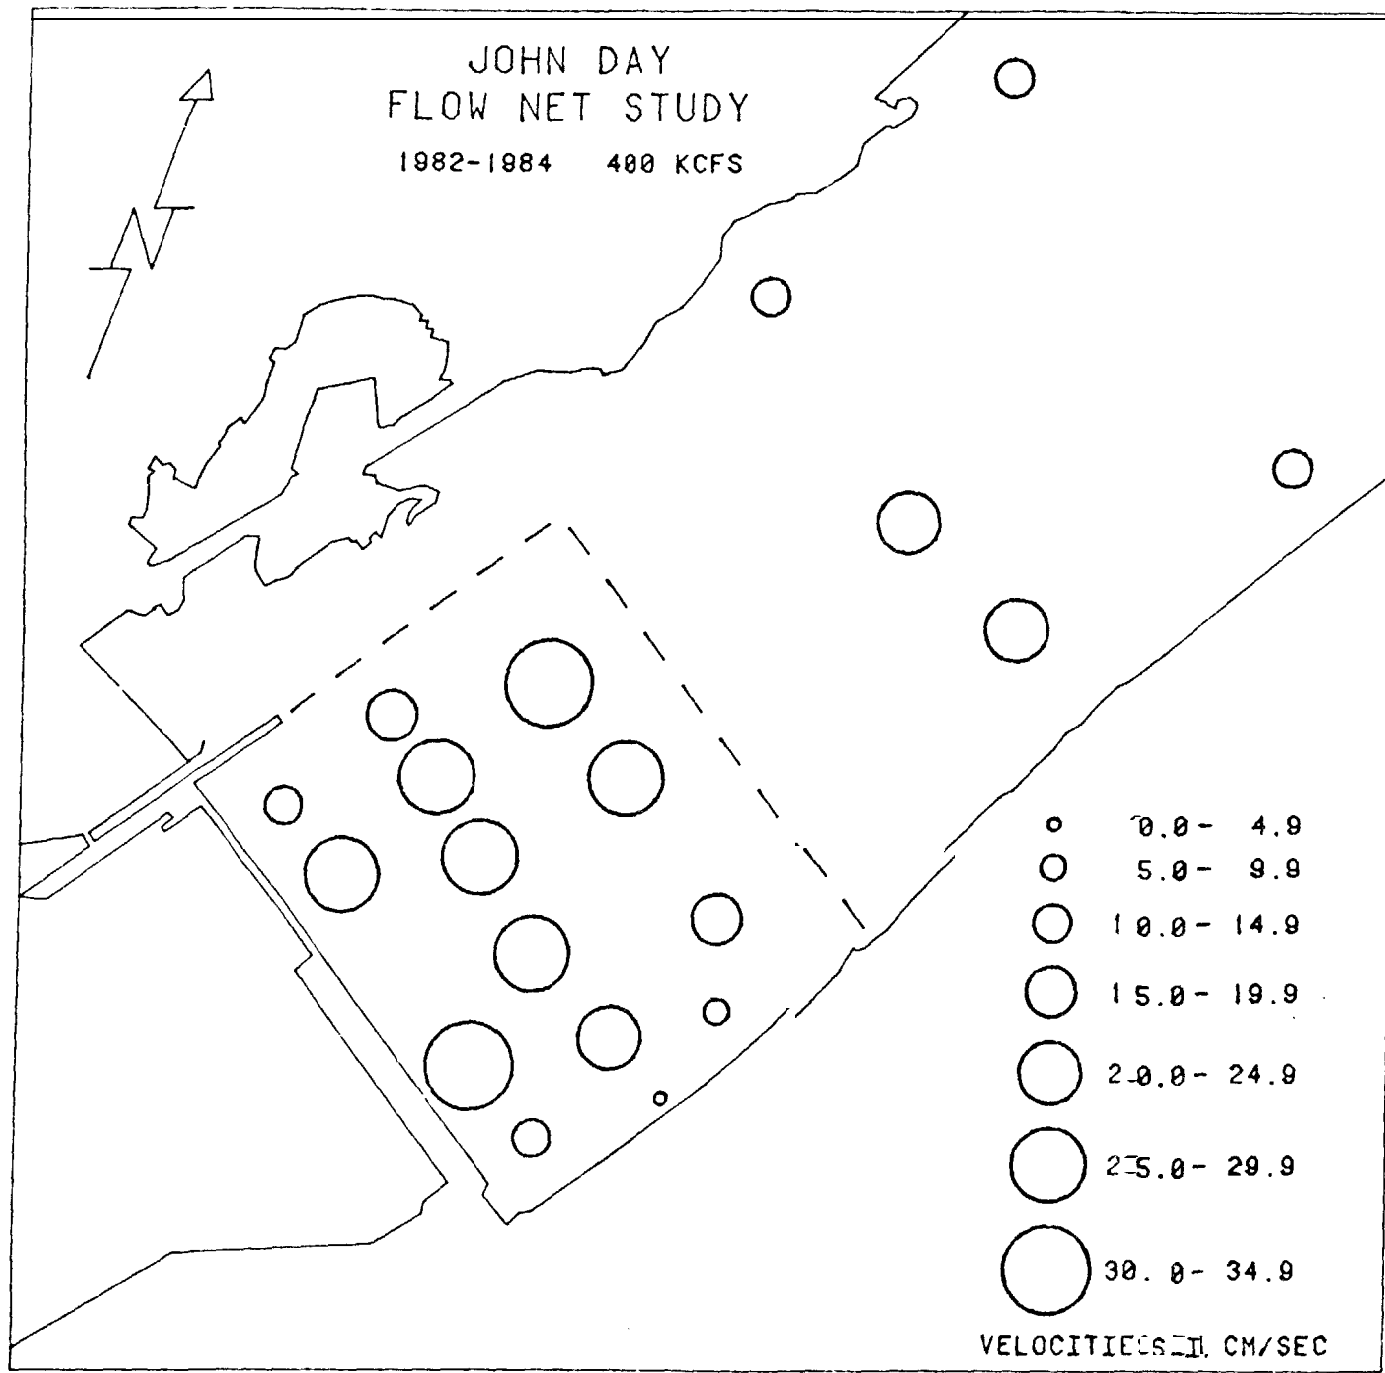 JOHN DAY
FLOW NET STUDY
1982-1984 400 KCFS
N
0.0- 4.9
5.0- 9.9
10.0- 14.9
15.0- 19.9
20.0- 24.9
25.0- 29.9
30.0- 34.9
VELOCITIES CM/SEC